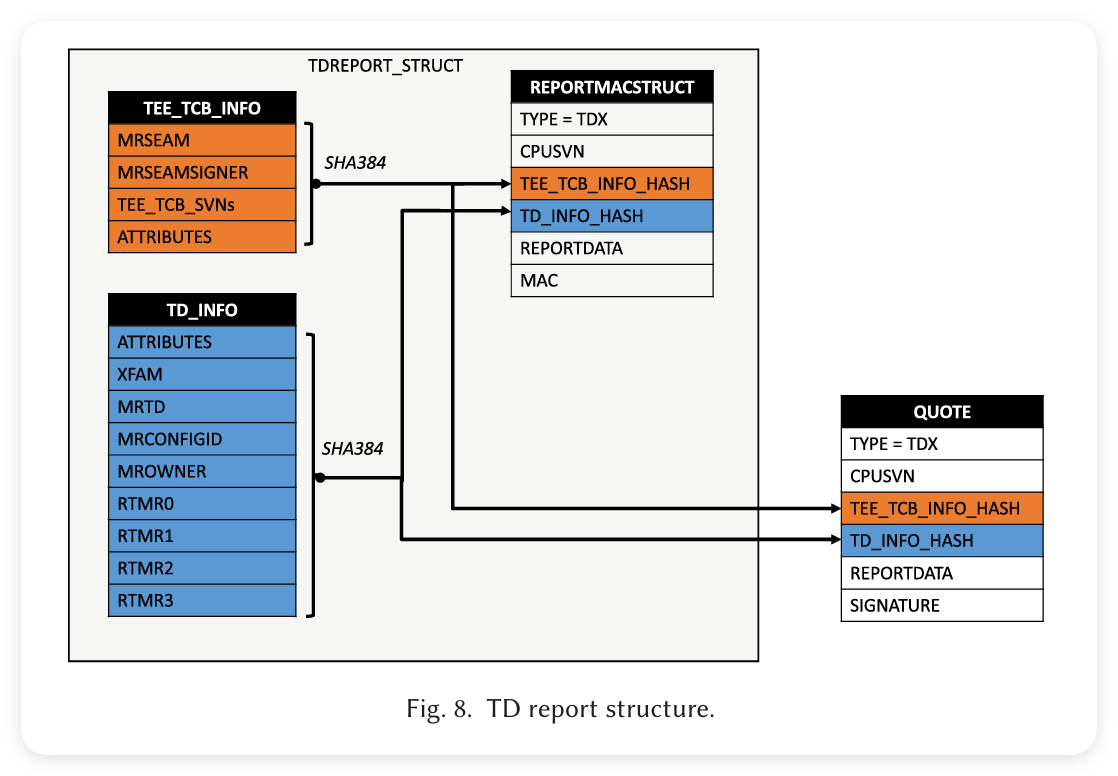 TDREPORT_STRUCT
TEE_TCB_INFO
MRSEAM
MRSEAMSIGNER
TEE_TCB_SVNs
ATTRIBUTES
SHA384
REPORTMACSTRUCT
TYPE = TDX
CPUSVN
TEE_TCB_INFO_HASH
TD_INFO_HASH
REPORTDATA
MAC
TD_INFO
ATTRIBUTES
XFAM
MRTD
MRCONFIGID
MROWNER
RTMR0
RTMR1
RTMR2
RTMR3
SHA384
QUOTE
TYPE = TDX
CPUSVN
TEE_TCB_INFO_HASH
TD_INFO_HASH
REPORTDATA
SIGNATURE
Fig. 8. TD report structure.